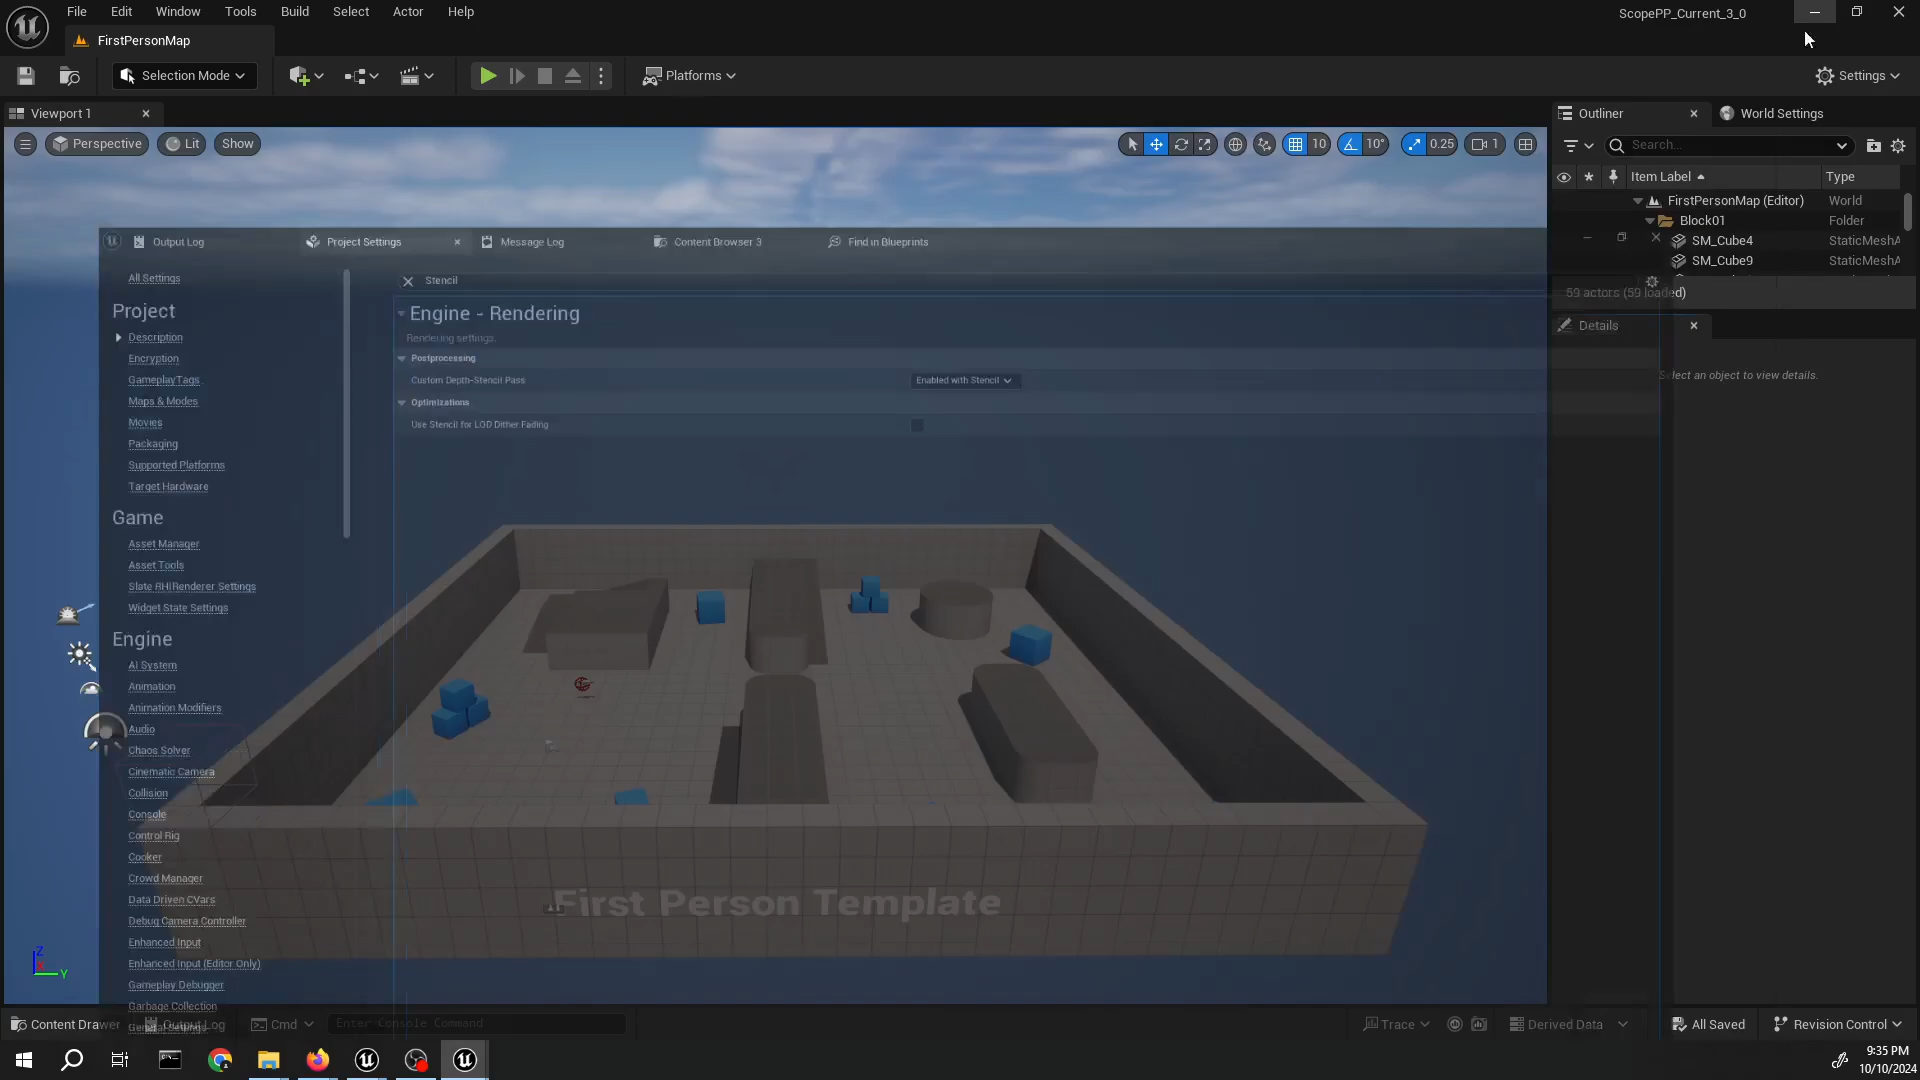 File Edit Window Tools Build Select Actor Help
ScopePP_Current_3_0
FirstPersonMap
Selection Mode
Platforms
Settings
Viewport 1
Outliner
World Settings
Perspective
Lit
Show
10
10°
0.25
1
Search...
Item Label
Type
FirstPersonMap (Editor)
World
Block01
Folder
SM_Cube4
StaticMeshA
SM_Cube9
StaticMeshA
59 actors (59 loaded)
Details
Select an object to view details.
Output Log
Project Settings
Message Log
Content Browser 3
Find in Blueprints
All Settings
Stencil
Project
Engine - Rendering
Description
Rendering settings.
Encryption
Postprocessing
GameplayTags
Custom Depth-Stencil Pass
Enabled with Stencil
Maps & Modes
Optimizations
Movies
Use Stencil for LOD Dither Fading
Packaging
Supported Platforms
Target Hardware
Game
Asset Manager
Asset Tools
Slate RHIRenderer Settings
Widget State Settings
Engine
AI System
Animation
Animation Modifiers
Audio
Chaos Solver
Cinematic Camera
Collision
Console
Control Rig
Cooker
Crowd Manager
Data Driven CVars
Debug Camera Controller
Enhanced Input
Enhanced Input (Editor Only)
Gameplay Debugger
Garbage Collection
General Settings
First Person Template
Z
Y
Content Drawer
Output Log
Cmd
Enter Console Command
Trace
Derived Data
All Saved
Revision Control
9:35 PM
10/10/2024